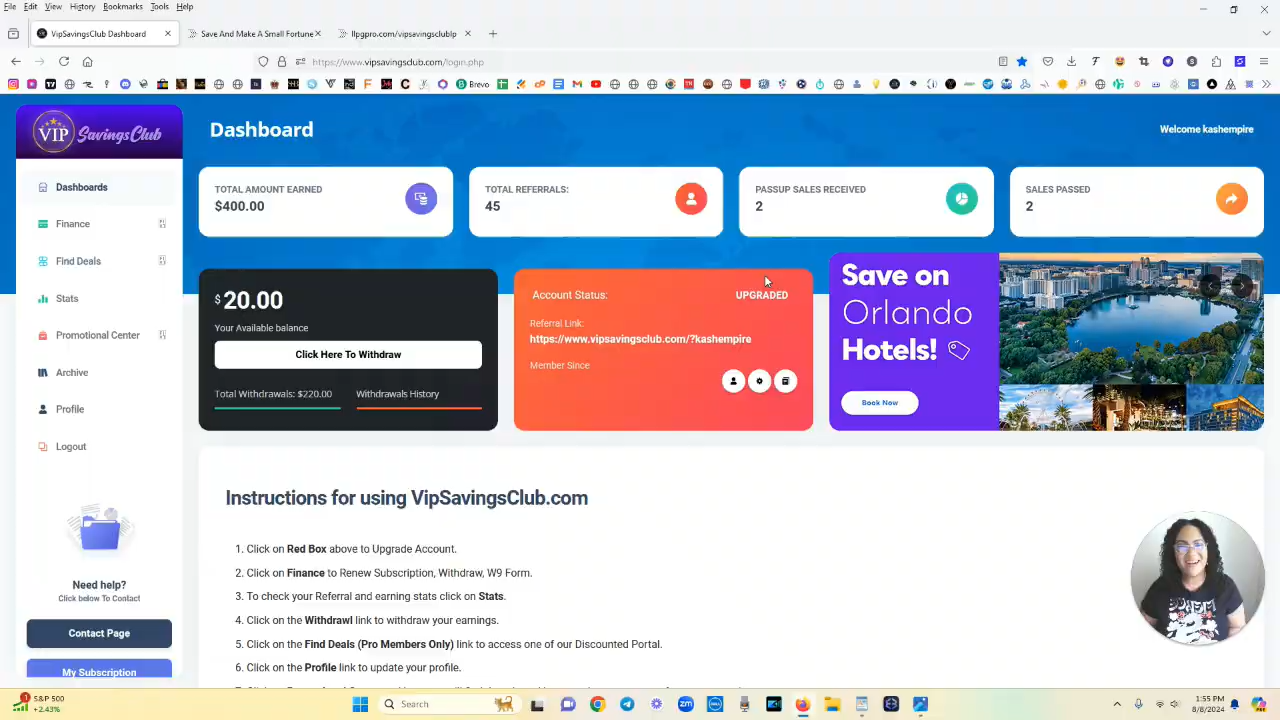 File Edit View History Bookmarks Tools Help
VipSavingsClub Dashboard
Save And Make A Small Fortune
llpgpro.com/vipsavingsclublp
https://www.vipsavingsclub.com/login.php
Brevo
VIP SavingsClub
Dashboard
Welcome kashempire
Dashboards
Finance
Find Deals
Stats
Promotional Center
Archive
Profile
Logout
Need help?
Click below To Contact
Contact Page
My Subscription
TOTAL AMOUNT EARNED
$400.00
TOTAL REFERRALS:
45
PASSUP SALES RECEIVED
2
SALES PASSED
2
$20.00
Your Available balance
Click Here To Withdraw
Total Withdrawals: $220.00
Withdrawals History
Account Status:
UPGRADED
Referral Link:
https://www.vipsavingsclub.com/?kashempire
Member Since
Save on
Orlando
Hotels!
Book Now
Instructions for using VipSavingsClub.com
1. Click on Red Box above to Upgrade Account.
2. Click on Finance to Renew Subscription, Withdraw, W9 Form.
3. To check your Referral and earning stats click on Stats.
4. Click on the Withdrawl link to withdraw your earnings.
5. Click on the Find Deals (Pro Members Only) link to access one of our Discounted Portal.
6. Click on the Profile link to update your profile.
1
S&P 500
+2.43%
Search
1:55 PM
8/8/2024